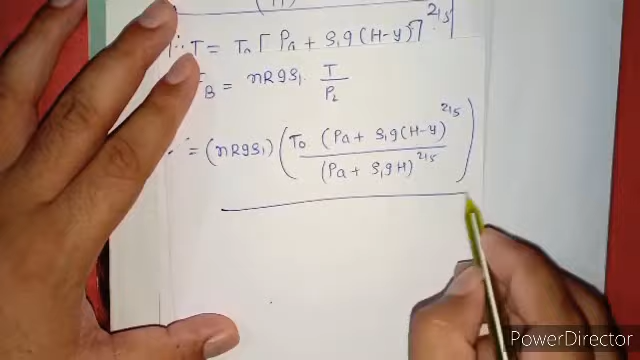 ∴ T = T₀ [ Pa + S₁g (H-y) ]^2/5
B = nRgS₁ . T / P₂
= (nRgS₁) ( T₀ (Pa + S₁g(H-y))^2/5 / (Pa + S₁gH)^2/5 )
PowerDirector